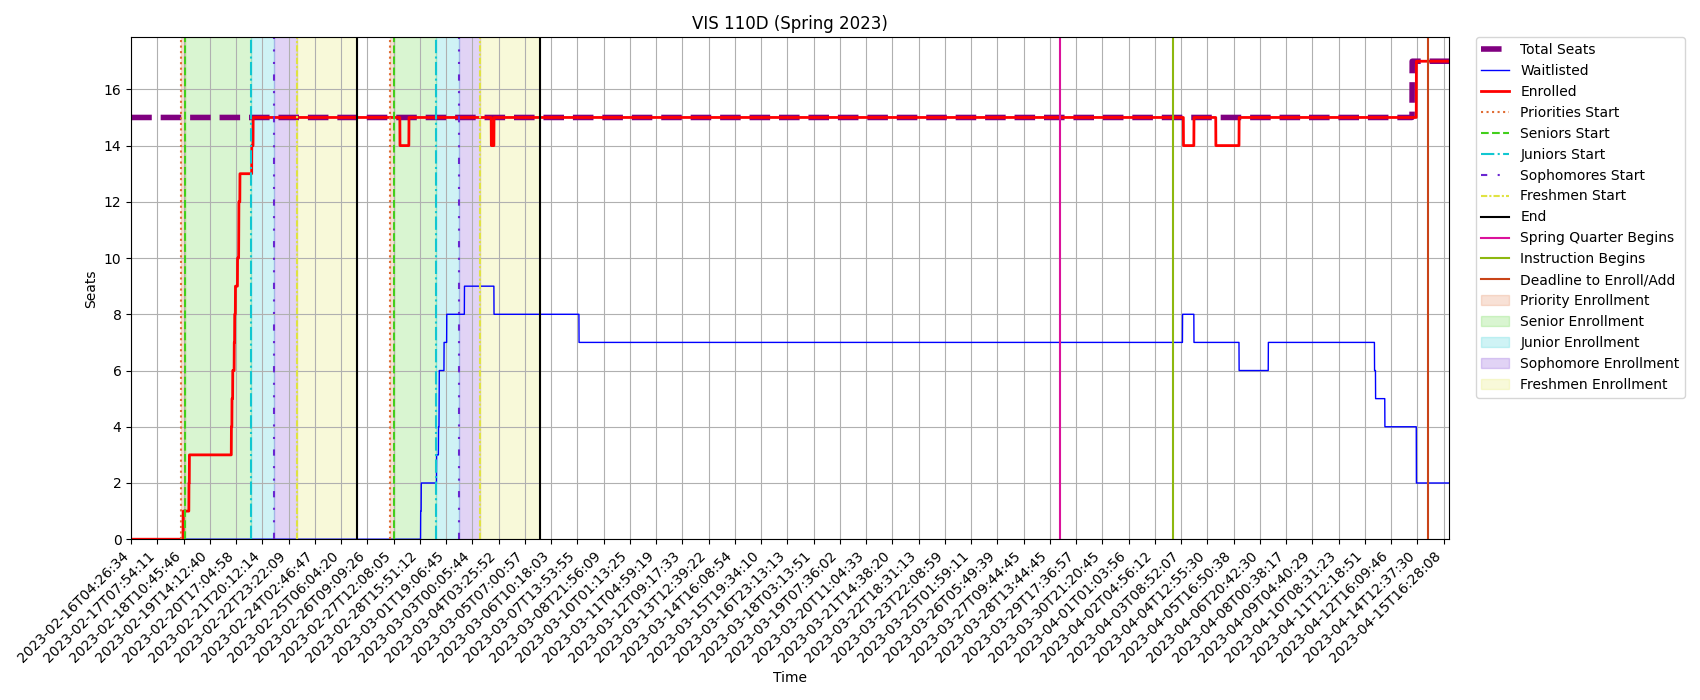 VIS 110D (Spring 2023)
Seats
0
2
4
6
8
10
12
14
16
2023-02-16T04:26:34
2023-02-17T07:54:11
2023-02-18T10:45:46
2023-02-19T14:12:40
2023-02-20T17:04:58
2023-02-21T20:12:14
2023-02-22T23:22:09
2023-02-24T02:46:47
2023-02-25T06:04:20
2023-02-26T09:09:26
2023-02-27T12:08:05
2023-02-28T15:51:12
2023-03-01T19:06:45
2023-03-03T00:05:44
2023-03-04T03:25:52
2023-03-05T07:00:57
2023-03-06T10:18:03
2023-03-07T13:53:55
2023-03-08T21:56:09
2023-03-10T01:13:25
2023-03-11T04:59:19
2023-03-12T09:17:33
2023-03-13T12:39:22
2023-03-14T16:08:54
2023-03-15T19:34:10
2023-03-16T23:13:13
2023-03-18T03:13:51
2023-03-19T07:36:02
2023-03-20T11:04:33
2023-03-21T14:38:20
2023-03-22T18:31:13
2023-03-23T22:08:59
2023-03-25T01:59:11
2023-03-26T05:49:39
2023-03-27T09:44:45
2023-03-28T13:44:45
2023-03-29T17:36:57
2023-03-30T21:20:45
2023-04-01T01:03:56
2023-04-02T04:56:12
2023-04-03T08:52:07
2023-04-04T12:55:30
2023-04-05T16:50:38
2023-04-06T20:42:30
2023-04-08T00:38:17
2023-04-09T04:40:29
2023-04-10T08:31:23
2023-04-11T12:18:51
2023-04-12T16:09:46
2023-04-14T12:37:30
2023-04-15T16:28:08
Time
Total Seats
Waitlisted
Enrolled
Priorities Start
Seniors Start
Juniors Start
Sophomores Start
Freshmen Start
End
Spring Quarter Begins
Instruction Begins
Deadline to Enroll/Add
Priority Enrollment
Senior Enrollment
Junior Enrollment
Sophomore Enrollment
Freshmen Enrollment